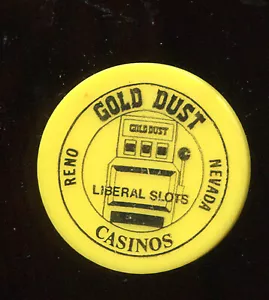 GOLD DUST
RENO
NEVADA
GOLD DUST
LIBERAL SLOTS
CASINOS